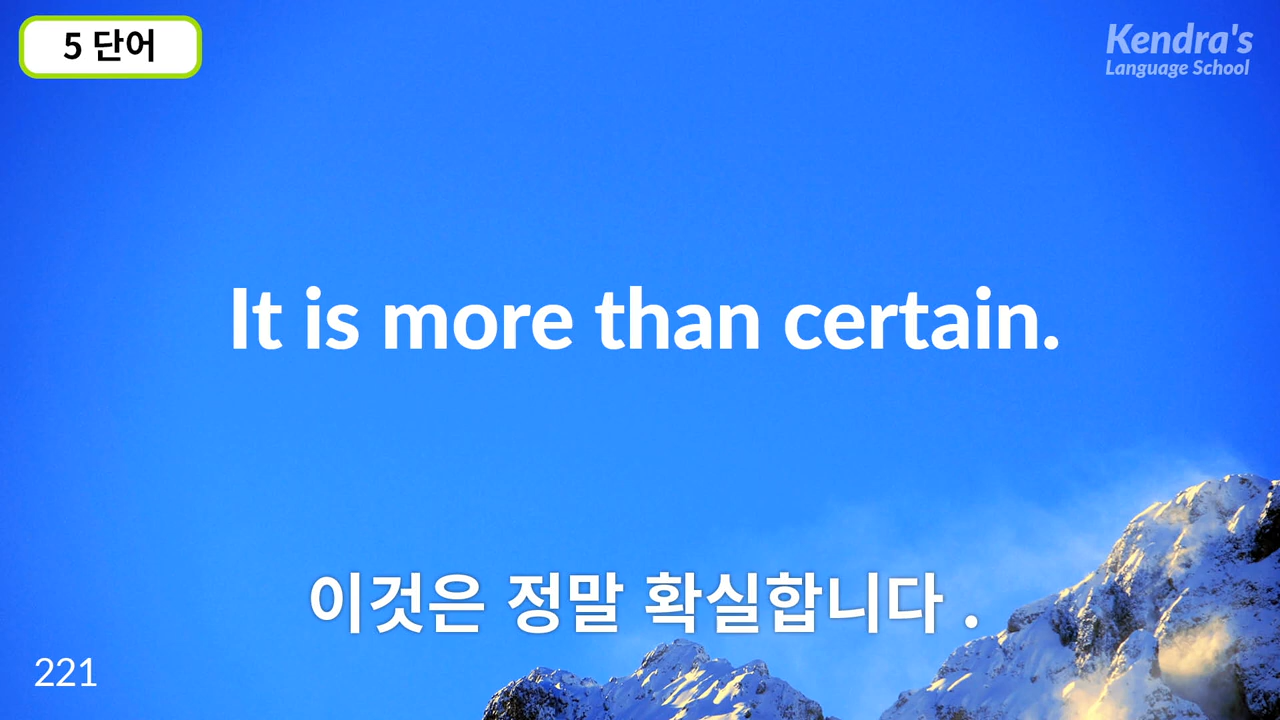 5 단어
Kendra's
Language School
It is more than certain.
이것은 정말 확실합니다 .
221